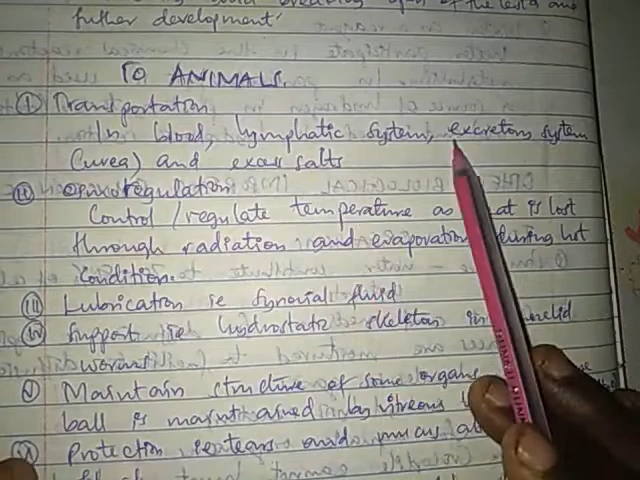 further development
TO ANIMALS.
(i) Transportation
In blood, lymphatic system, excretory system
(urea) and excess salts
(ii) regulation
Control/regulate temperature as is lost
through radiation and evaporation during hot
condition.
(iii) Lubrication ie Synovial fluid
(iv) Support ie hydrostatic skeleton in
worms
(v) Maintain structure of some organs
ball is maintained by vitreous
(vi) Protection ie tears and mucus